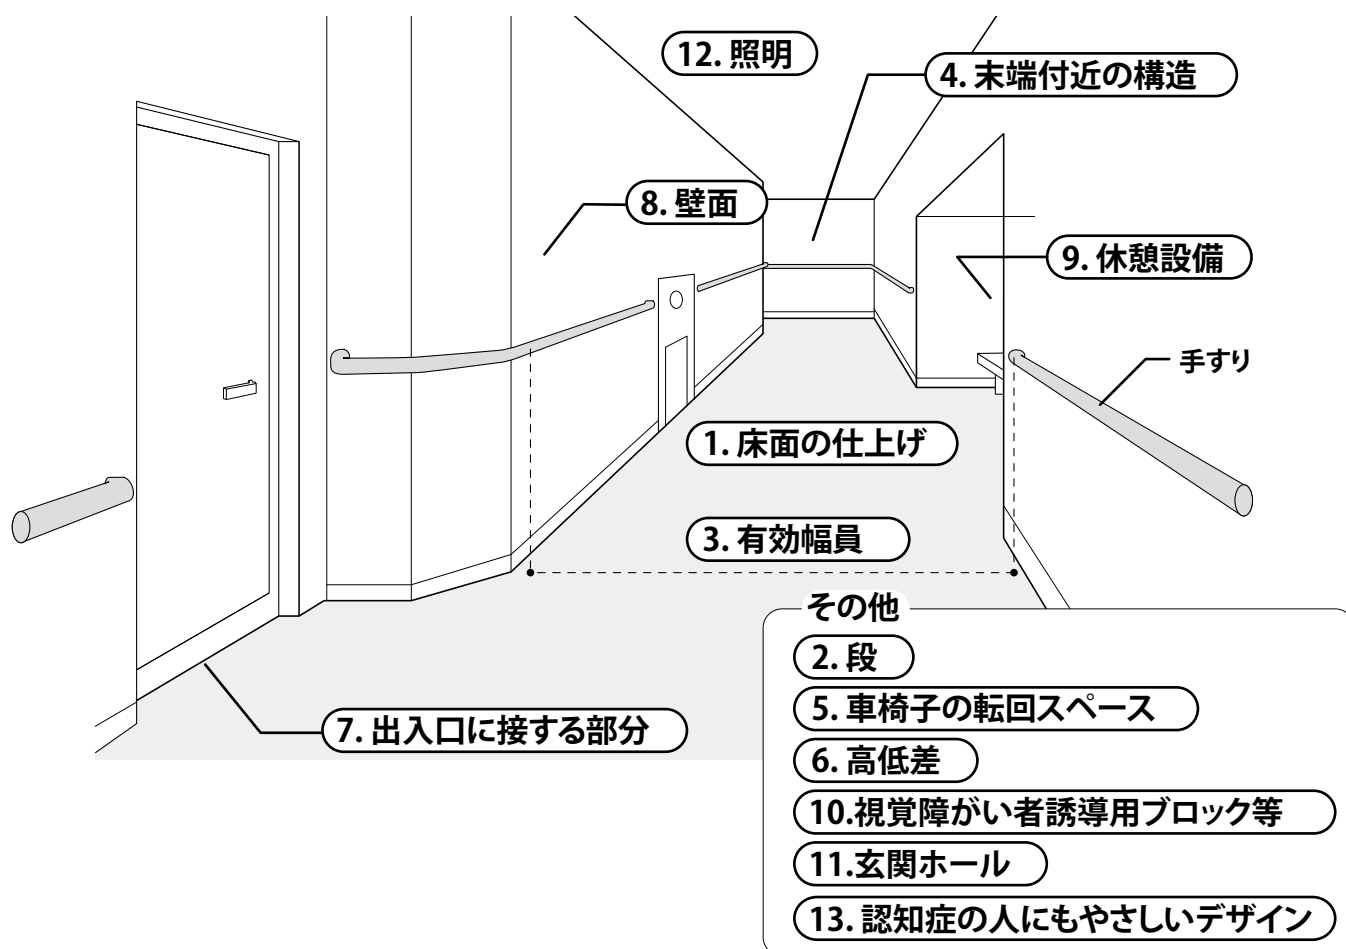 12. 照明
4. 末端付近の構造
8. 壁面
9. 休憩設備
手すり
1. 床面の仕上げ
3. 有効幅員
7. 出入口に接する部分
その他
2. 段
5. 車椅子の転回スペース
6. 高低差
10.視覚障がい者誘導用ブロック等
11.玄関ホール
13. 認知症の人にもやさしいデザイン